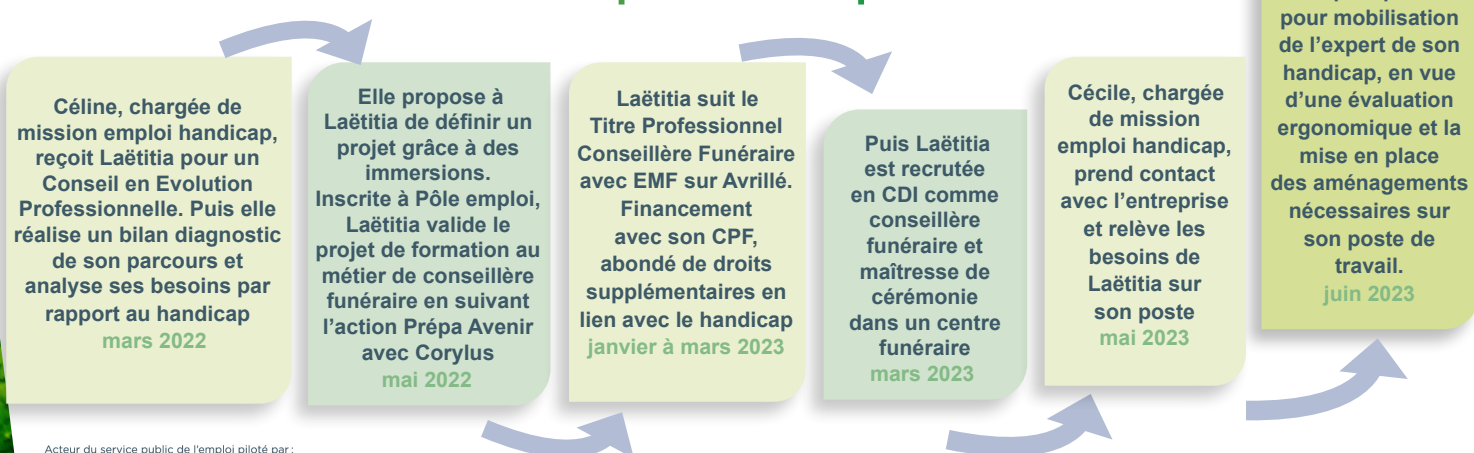 Céline, chargée de
mission emploi handicap,
reçoit Laëtitia pour un
Conseil en Evolution
Professionnelle. Puis elle
réalise un bilan diagnostic
de son parcours et
analyse ses besoins par
rapport au handicap
mars 2022
Elle propose à
Laëtitia de définir un
projet grâce à des
immersions.
Inscrite à Pôle emploi,
Laëtitia valide le
projet de formation au
métier de conseillère
funéraire en suivant
l’action Prépa Avenir
avec Corylus
mai 2022
Laëtitia suit le
Titre Professionnel
Conseillère Funéraire
avec EMF sur Avrillé.
Financement
avec son CPF,
abondé de droits
supplémentaires en
lien avec le handicap
janvier à mars 2023
Puis Laëtitia
est recrutée
en CDI comme
conseillère
funéraire et
maîtresse de
cérémonie
dans un centre
funéraire
mars 2023
Cécile, chargée
de mission
emploi handicap,
prend contact
avec l’entreprise
et relève les
besoins de
Laëtitia sur
son poste
mai 2023
pour mobilisation
de l’expert de son
handicap, en vue
d’une évaluation
ergonomique et la
mise en place
des aménagements
nécessaires sur
son poste de
travail.
juin 2023
Acteur du service public de l’emploi piloté par :